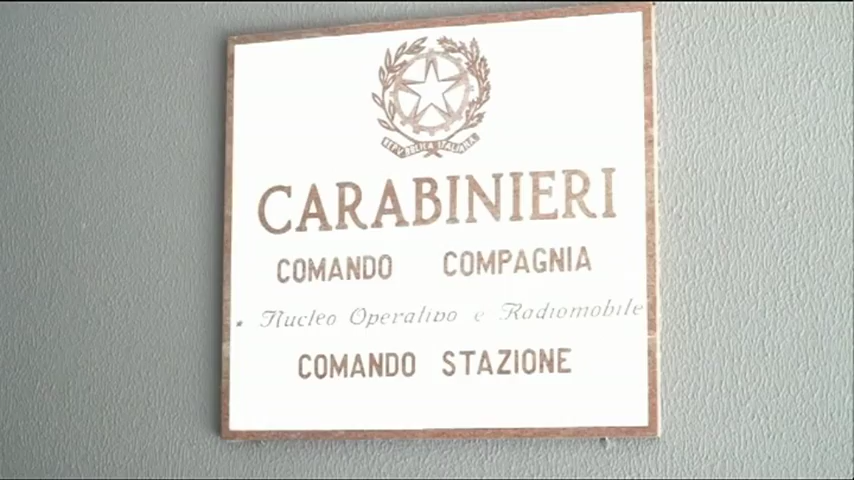 REPVBBLICA ITALIANA
CARABINIERI
COMANDO COMPAGNIA
Nucleo Operativo e Radiomobile
COMANDO STAZIONE